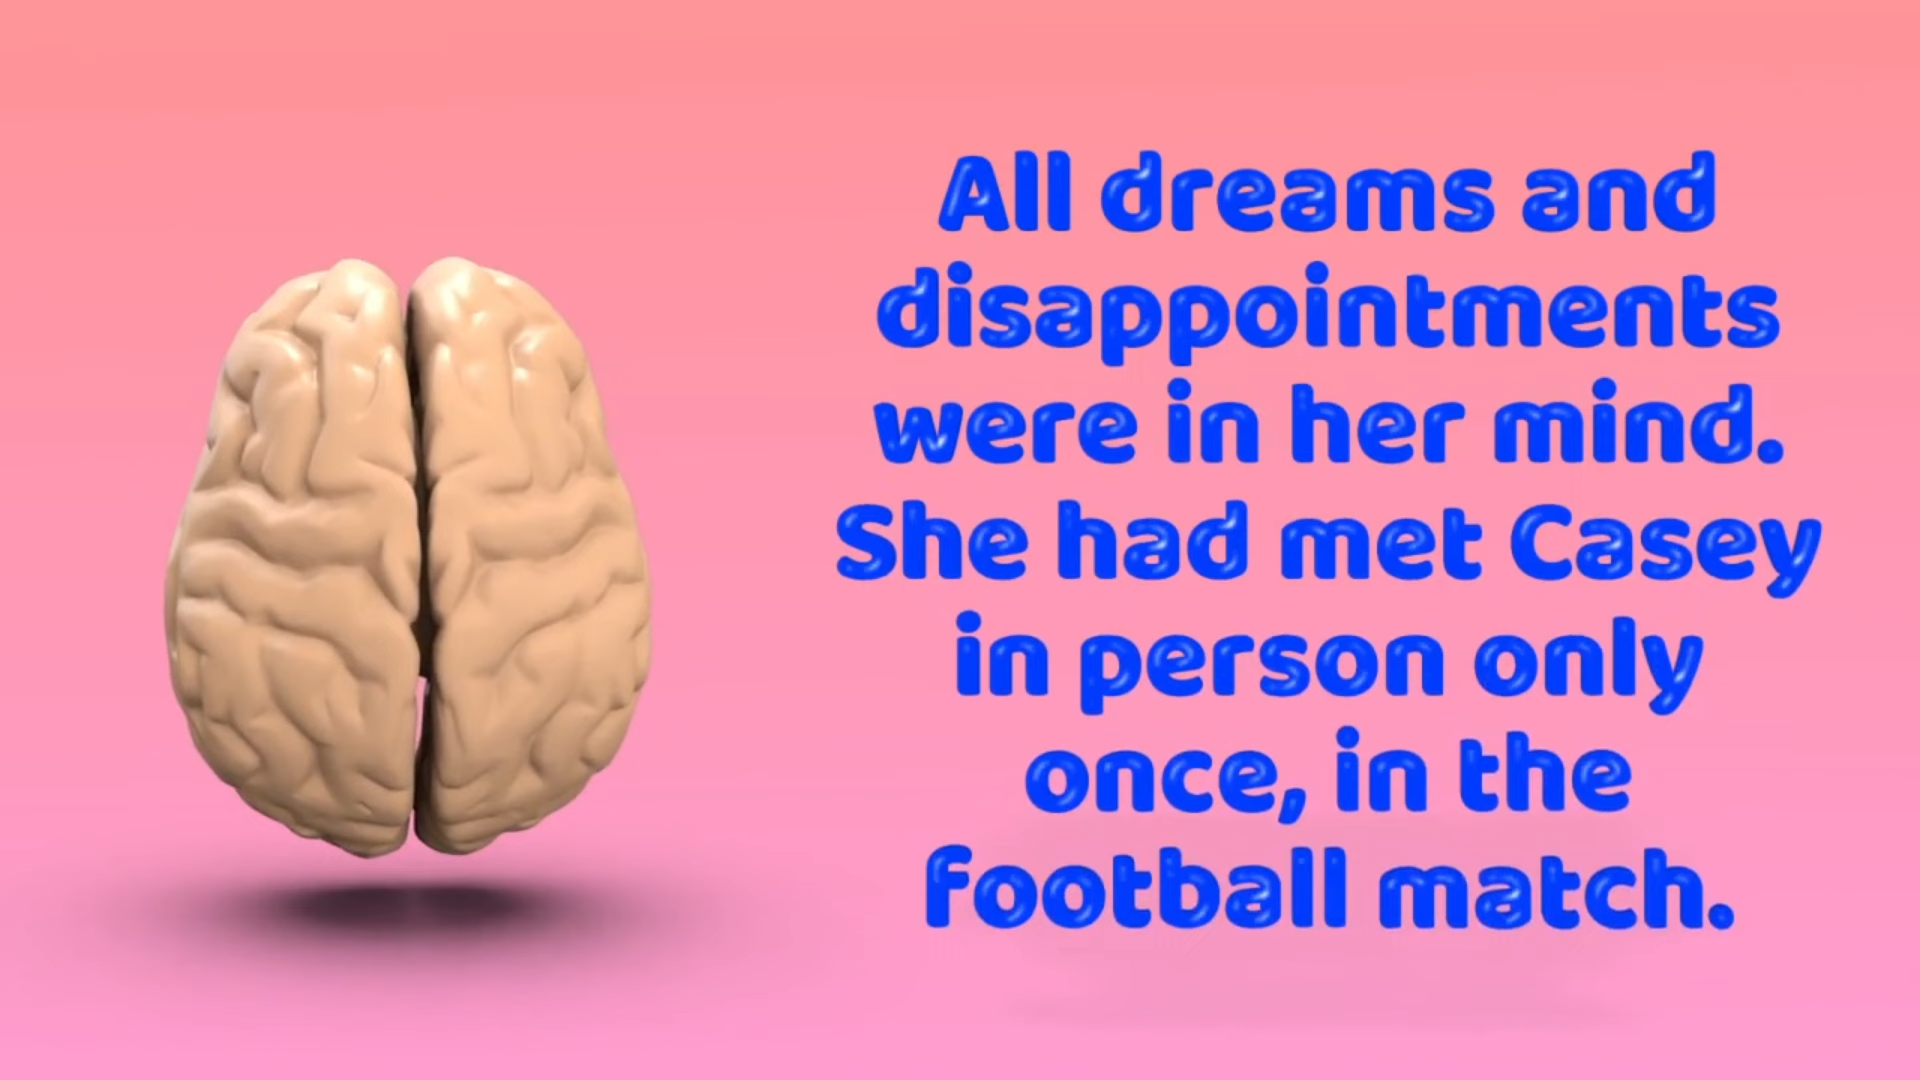 All dreams and
disappointments
were in her mind.
She had met Casey
in person only
once, in the
football match.